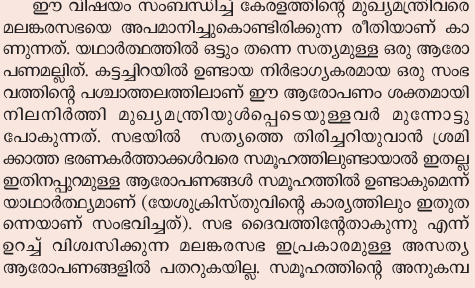 ഈ വിഷയം സംബന്ധിച്ച് കേരളത്തിന്റെ മുഖ്യമന്ത്രിവരെ
മലങ്കരസഭയെ അപമാനിച്ചുകൊണ്ടിരിക്കുന്ന രീതിയാണ് കാ
ണുന്നത്. യഥാർത്ഥത്തിൽ ഒട്ടും തന്നെ സത്യമുള്ള ഒരു ആരോ
പണമല്ലിത്. കട്ടച്ചിറയിൽ ഉണ്ടായ നിർഭാഗ്യകരമായ ഒരു സംഭ
വത്തിന്റെ പശ്ചാത്തലത്തിലാണ് ഈ ആരോപണം ശക്തമായി
നിലനിർത്തി മുഖ്യമന്ത്രിയുൾപ്പെടെയുള്ളവർ മുന്നോട്ടു
പോകുന്നത്. സഭയിൽ സത്യത്തെ തിരിച്ചറിയുവാൻ ശ്രമി
ക്കാത്ത ഭരണകർത്താക്കൾവരെ സമൂഹത്തിലുണ്ടായാൽ ഇതല്ല
ഇതിനപ്പുറമുള്ള ആരോപണങ്ങൾ സമൂഹത്തിൽ ഉണ്ടാകുമെന്ന്
യാഥാർത്ഥ്യമാണ് (യേശുക്രിസ്തുവിന്റെ കാര്യത്തിലും ഇതുത
ന്നെയാണ് സംഭവിച്ചത്). സഭ ദൈവത്തിന്റേതാകുന്നു എന്ന്
ഉറച്ച് വിശ്വസിക്കുന്ന മലങ്കരസഭ ഇപ്രകാരമുള്ള അസത്യ
ആരോപണങ്ങളിൽ പതറുകയില്ല. സമൂഹത്തിന്റെ അനുകമ്പ